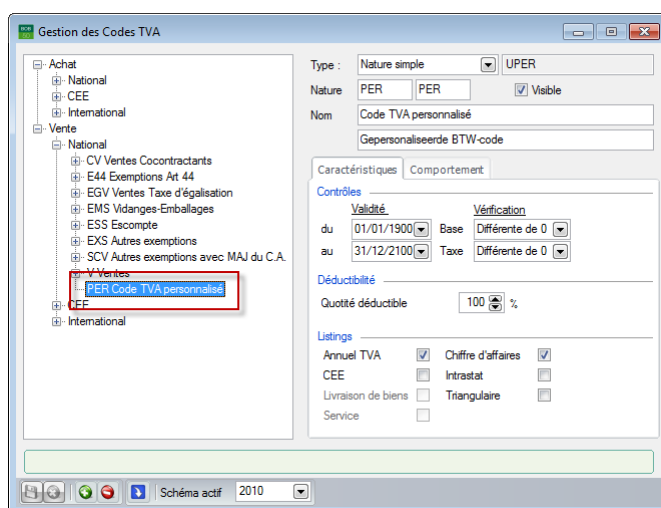 Gestion des Codes TVA
Achat
National
CEE
International
Vente
National
CV Ventes Cocontractants
E44 Exemptions Art 44
EGV Ventes Taxe d'égalisation
EMS Vidanges-Emballages
ESS Escompte
EXS Autres exemptions
SCV Autres exemptions avec MAJ du C.A.
V Ventes
PER Code TVA personnalisé
CEE
International
Type : Nature simple UPER
Nature PER PER Visible
Nom Code TVA personnalisé
Gepersonaliseerde BTW-code
Caractéristiques Comportement
Contrôles
Validité Vérification
du 01/01/1900 Base Différente de 0
au 31/12/2100 Taxe Différente de 0
Déductibilité
Quotité déductible 100 %
Listings
Annuel TVA Chiffre d'affaires
CEE Intrastat
Livraison de biens Triangulaire
Service
Schéma actif 2010